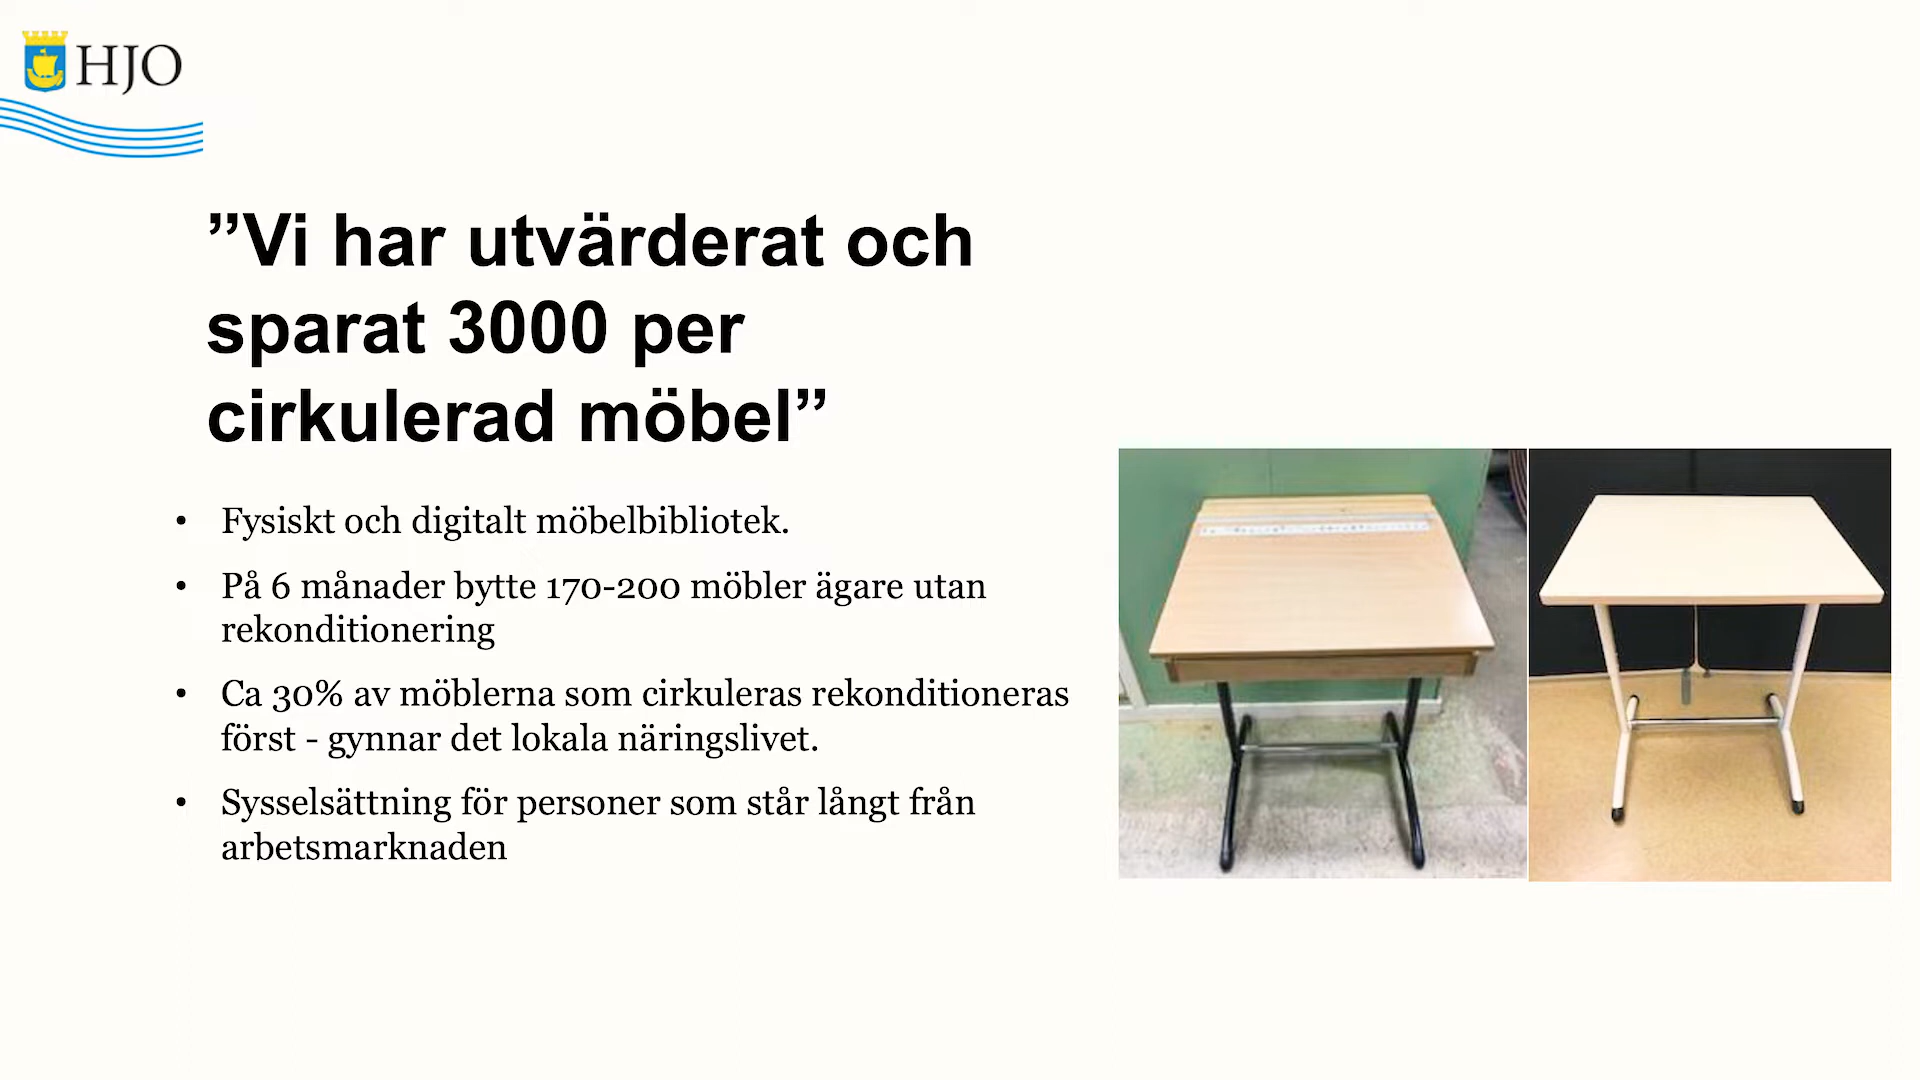 HJO
”Vi har utvärderat och
sparat 3000 per
cirkulerad möbel”
• Fysiskt och digitalt möbelbibliotek.
• På 6 månader bytte 170-200 möbler ägare utan
rekonditionering
• Ca 30% av möblerna som cirkuleras rekonditioneras
först - gynnar det lokala näringslivet.
• Sysselsättning för personer som står långt från
arbetsmarknaden